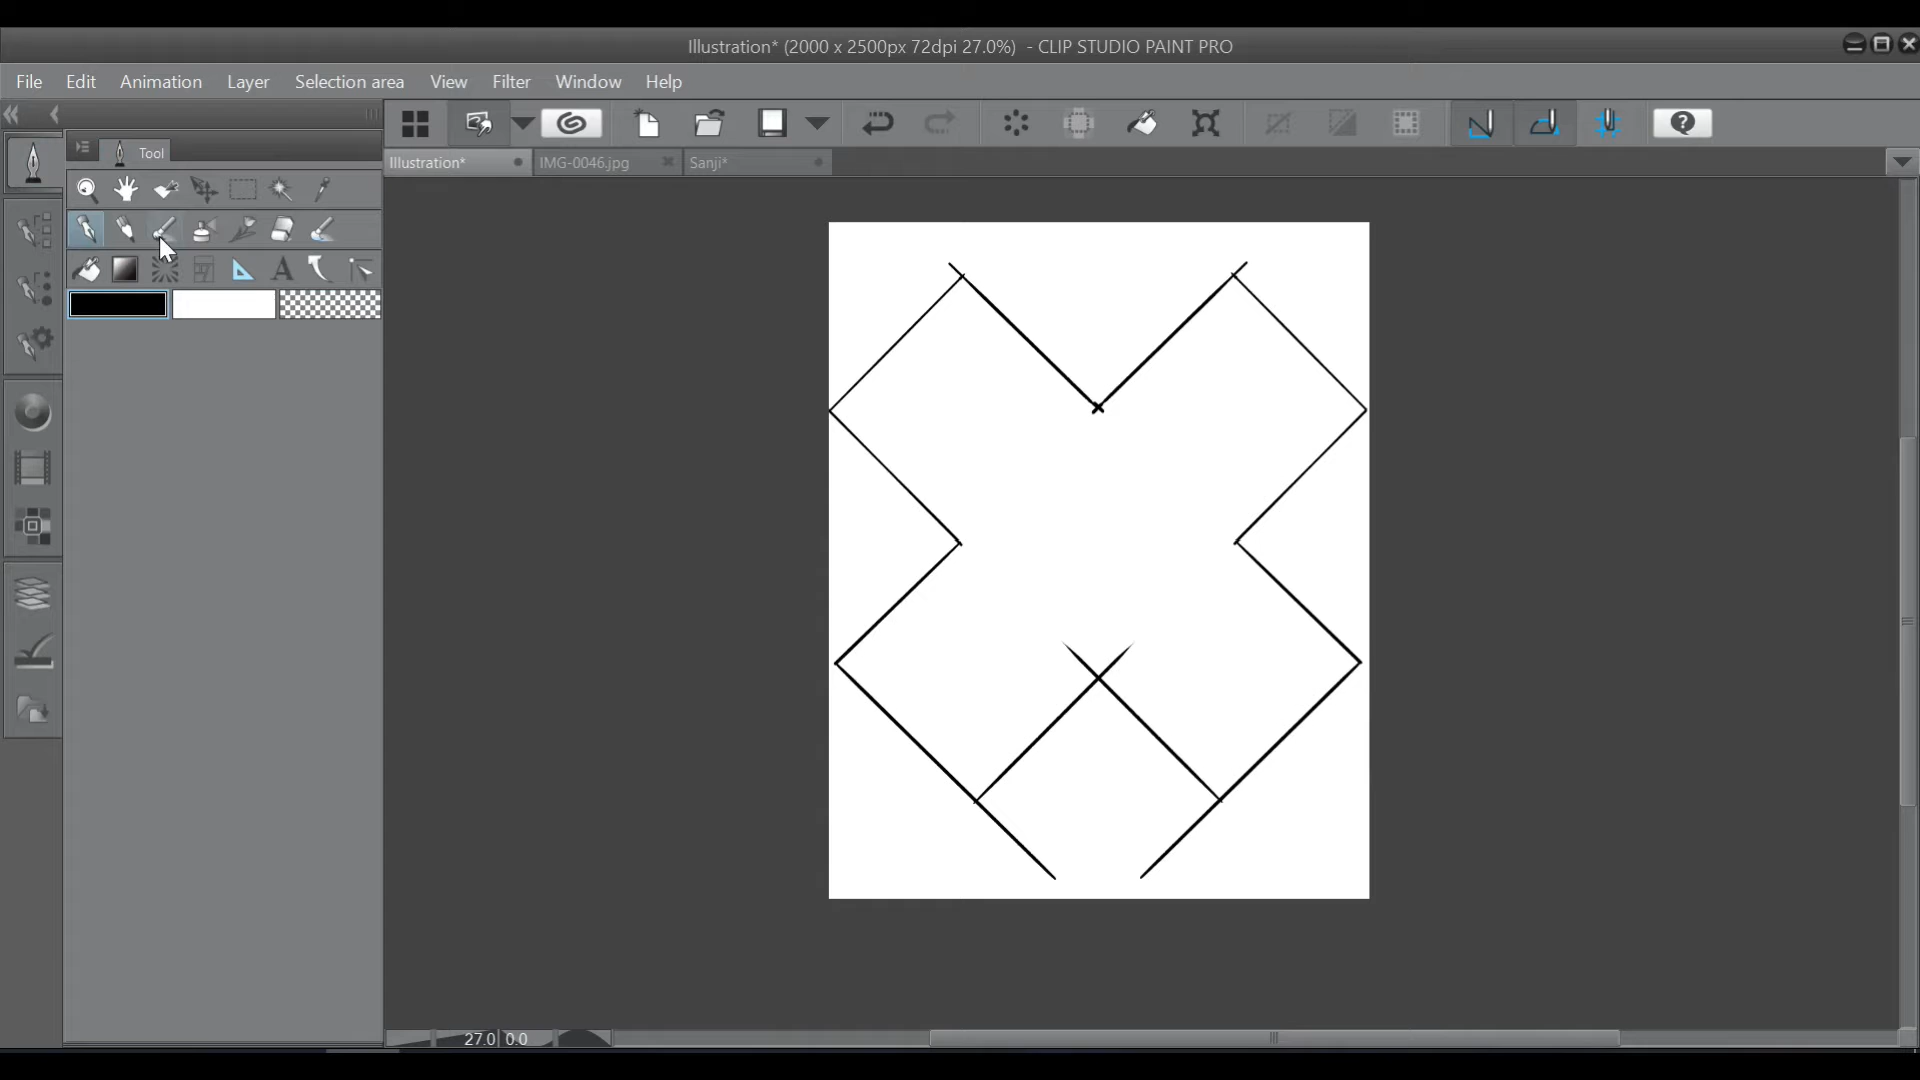 Illustration* (2000 x 2500px 72dpi 27.0%) - CLIP STUDIO PAINT PRO
File Edit Animation Layer Selection area View Filter Window Help
Tool
Illustration* IMG-0046.jpg Sanji*
27.0 0.0